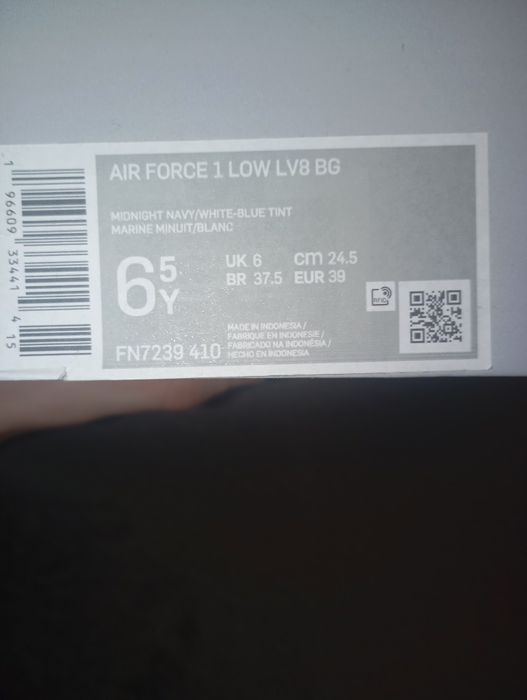 AIR FORCE 1 LOW LV8 BG
MIDNIGHT NAVY/WHITE-BLUE TINT
MARINE MINUIT/BLANC
6.5Y
UK 6 cm 24.5
BR 37.5 EUR 39
FN7239 410
MADE IN INDONESIA /
FABRIQUE EN INDONESIE /
FABRICADO NA INDONÉSIA /
HECHO EN INDONESIA
RFID
1 96609 33441 4 15